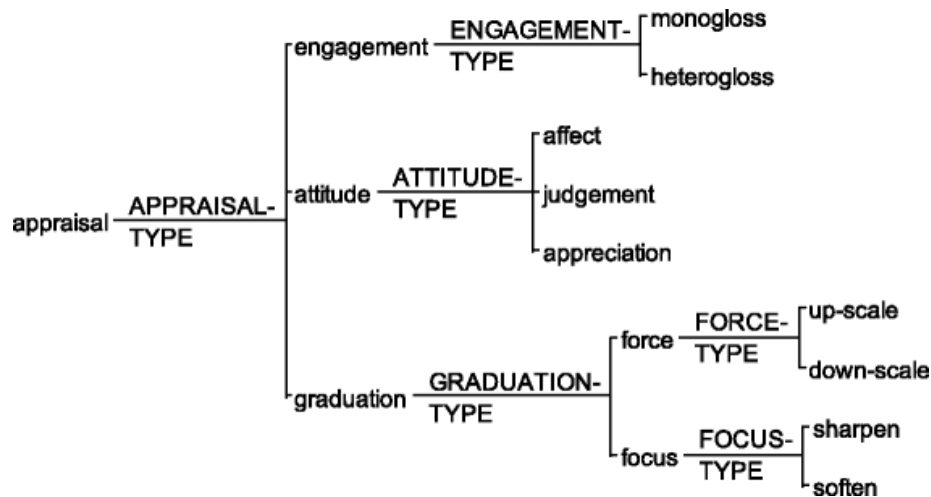 monogloss
engagement ENGAGEMENT-
TYPE
heterogloss
affect
attitude ATTITUDE-
TYPE
judgement
appreciation
appraisal APPRAISAL-
TYPE
up-scale
force FORCE-
TYPE
down-scale
graduation GRADUATION-
TYPE
sharpen
focus FOCUS-
TYPE
soften